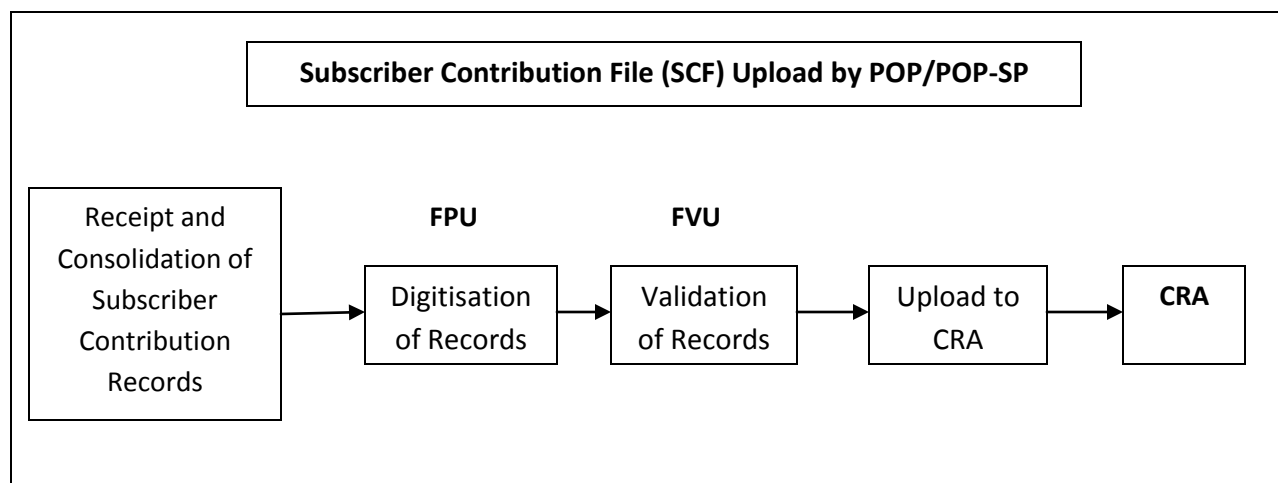 Subscriber Contribution File (SCF) Upload by POP/POP-SP
Receipt and
Consolidation of
Subscriber
Contribution
Records
FPU
Digitisation
of Records
FVU
Validation
of Records
Upload to
CRA
CRA